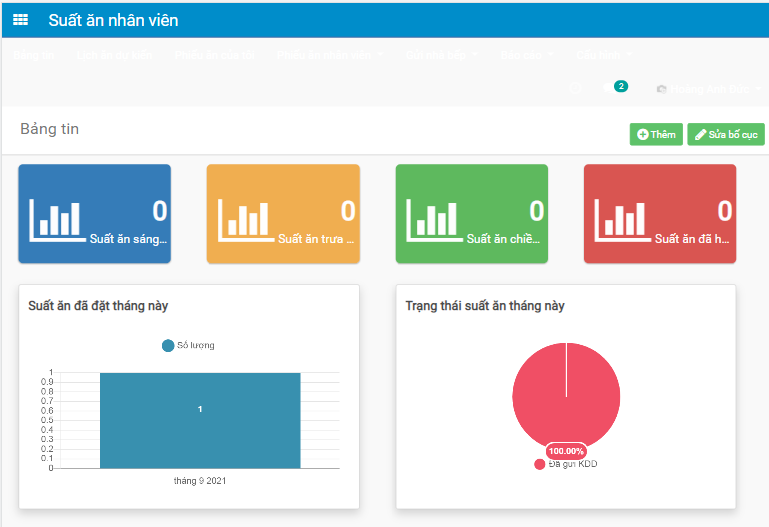 Suất ăn nhân viên
2
Bảng tin
Thêm
Sửa bố cục
0
Suất ăn sáng...
0
Suất ăn trưa ...
0
Suất ăn chiề...
0
Suất ăn đã h...
Suất ăn đã đặt tháng này
Số lượng
1
0.9
0.8
0.7
0.6
0.5
0.4
0.3
0.2
0.1
0
1
tháng 9 2021
Trạng thái suất ăn tháng này
100.00%
Đã gửi KDD